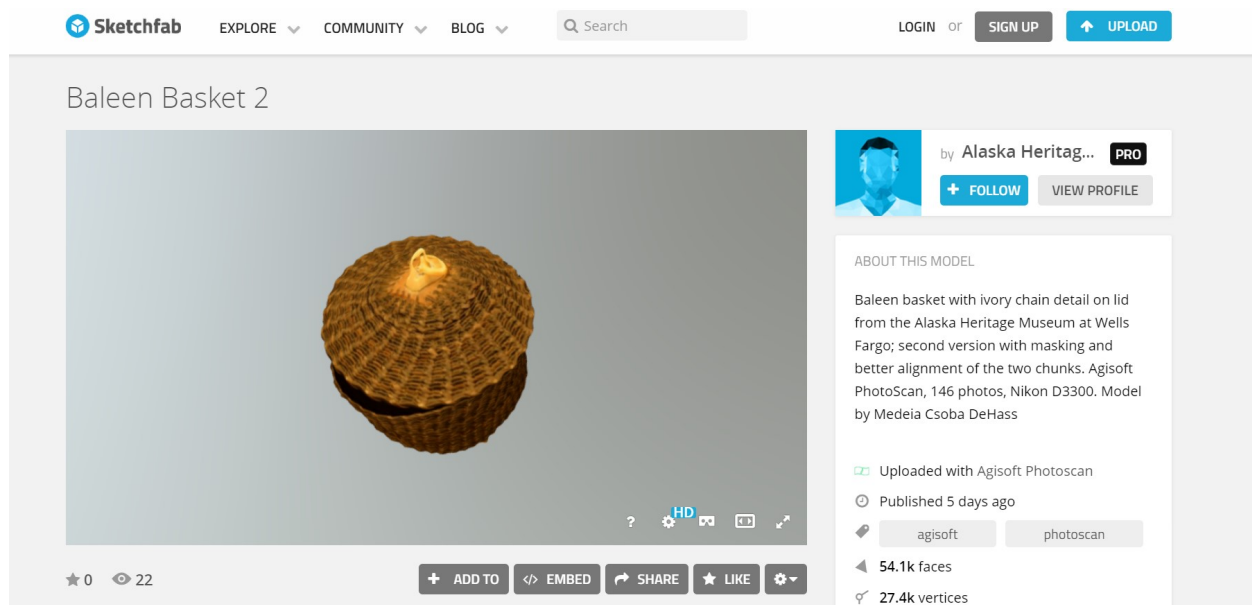 Sketchfab EXPLORE COMMUNITY BLOG Search LOGIN or SIGN UP UPLOAD
Baleen Basket 2
by Alaska Heritag... PRO
+ FOLLOW VIEW PROFILE
ABOUT THIS MODEL
Baleen basket with ivory chain detail on lid
from the Alaska Heritage Museum at Wells
Fargo; second version with masking and
better alignment of the two chunks. Agisoft
PhotoScan, 146 photos, Nikon D3300. Model
by Medeia Csoba DeHass
Uploaded with Agisoft Photoscan
Published 5 days ago
agisoft photoscan
54.1k faces
27.4k vertices
? HD
0 22 + ADD TO </> EMBED SHARE LIKE